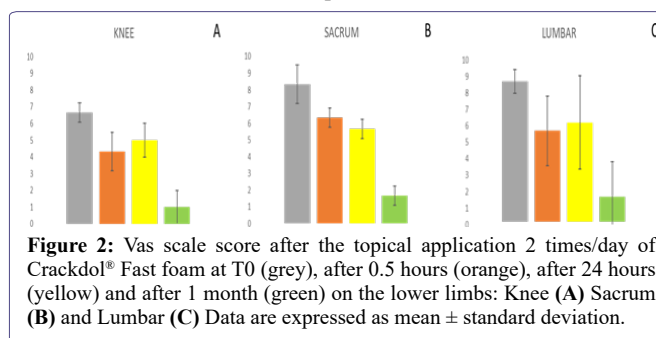 KNEE A SACRUM B LUMBAR C
10 10 10
9 9 9
8 8 8
7 7 7
6 6 6
5 5 5
4 4 4
3 3 3
2 2 2
1 1 1
0 0 0
Figure 2: Vas scale score after the topical application 2 times/day of
Crackdol® Fast foam at T0 (grey), after 0.5 hours (orange), after 24 hours
(yellow) and after 1 month (green) on the lower limbs: Knee (A) Sacrum
(B) and Lumbar (C) Data are expressed as mean ± standard deviation.